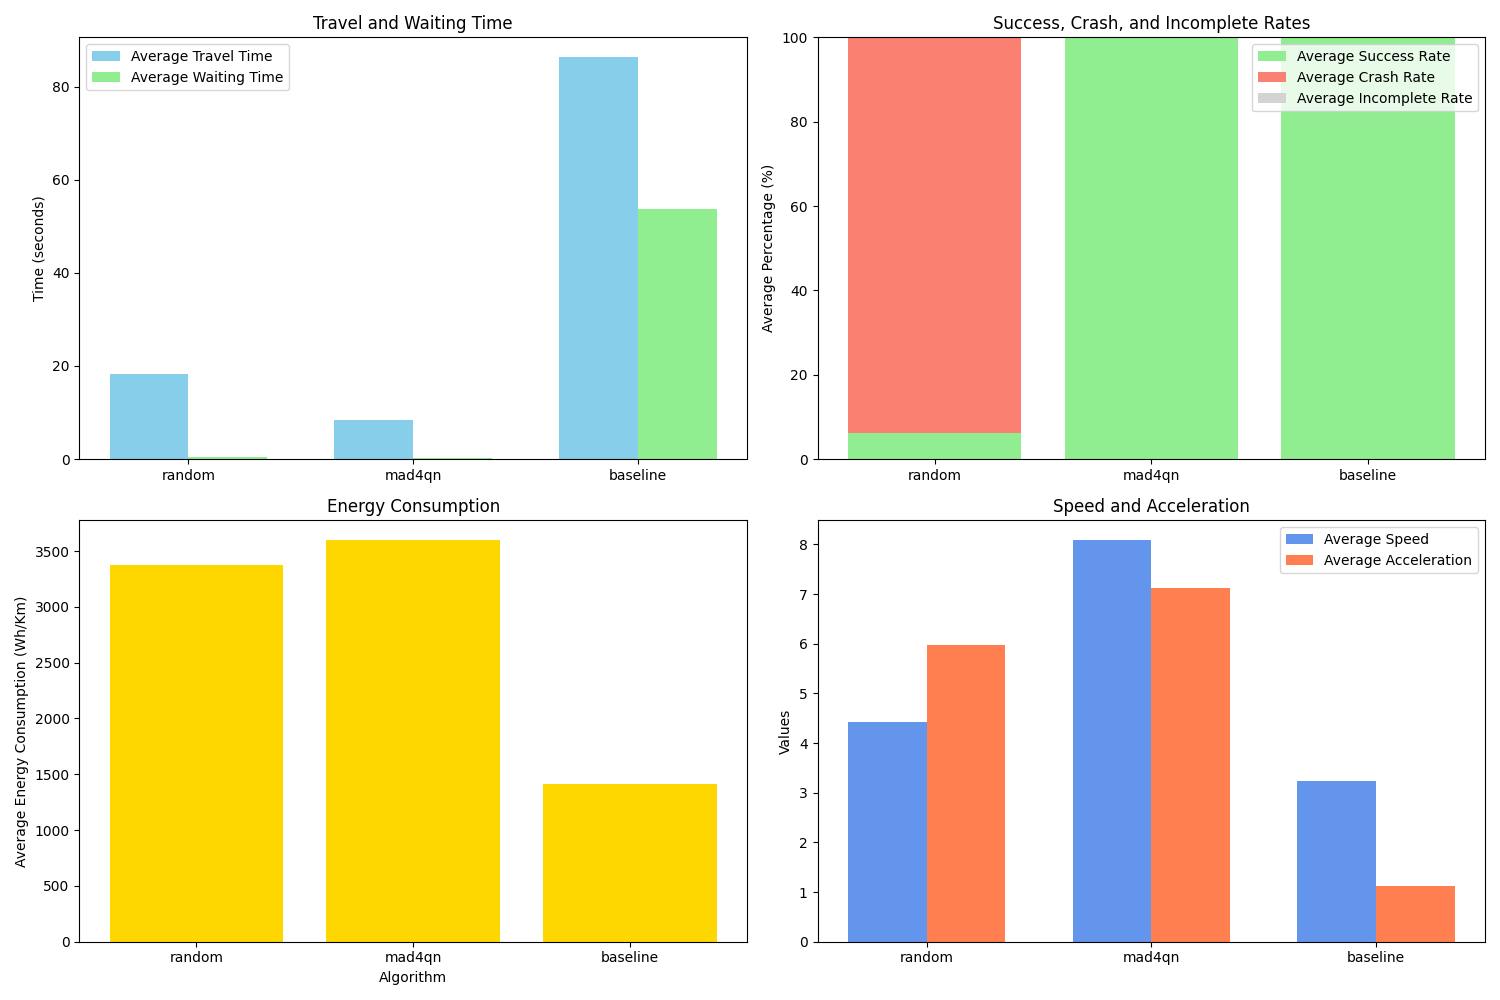 Travel and Waiting Time
Average Travel Time
Average Waiting Time
Time (seconds)
80
60
40
20
0
random mad4qn baseline
Success, Crash, and Incomplete Rates
Average Success Rate
Average Crash Rate
Average Incomplete Rate
Average Percentage (%)
100
80
60
40
20
0
random mad4qn baseline
Energy Consumption
Average Energy Consumption (Wh/Km)
3500
3000
2500
2000
1500
1000
500
0
random mad4qn baseline
Algorithm
Speed and Acceleration
Average Speed
Average Acceleration
Values
8
7
6
5
4
3
2
1
0
random mad4qn baseline